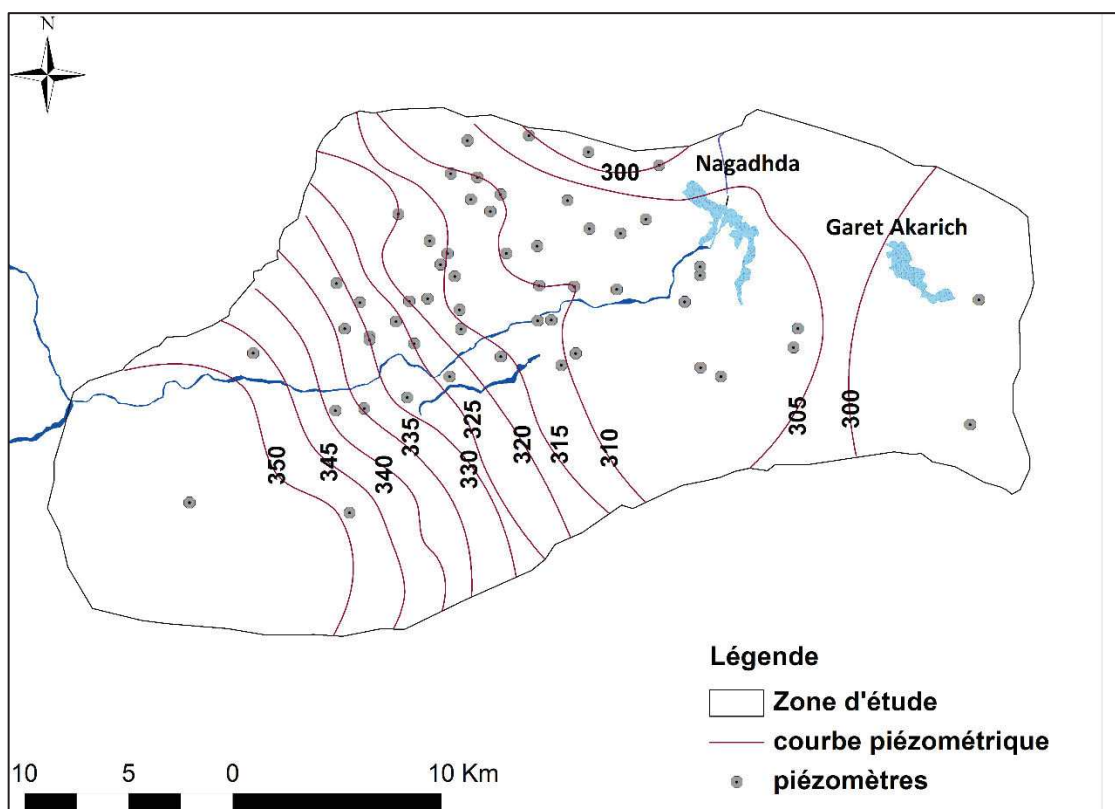 N
Nagadhda
300
Garet Akarich
350
345
340
335
330
325
320
315
310
305
300
Légende
Zone d'étude
courbe piézométrique
piézomètres
10 5 0 10 Km